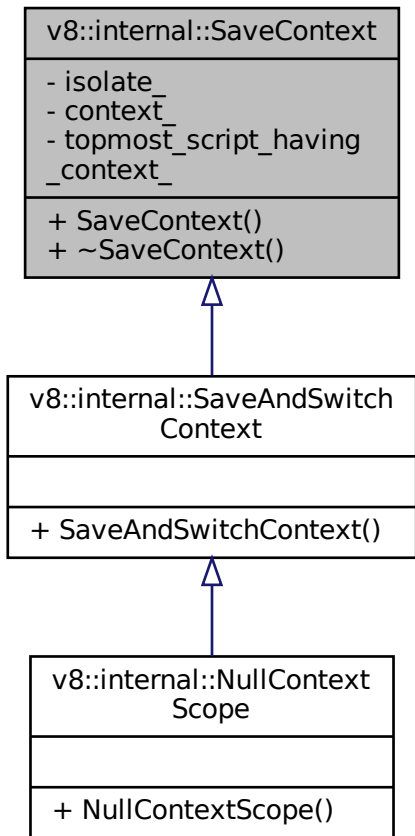 v8::internal::SaveContext
- isolate_
- context_
- topmost_script_having
_context_
+ SaveContext()
+ ~SaveContext()
v8::internal::SaveAndSwitch
Context
+ SaveAndSwitchContext()
v8::internal::NullContext
Scope
+ NullContextScope()